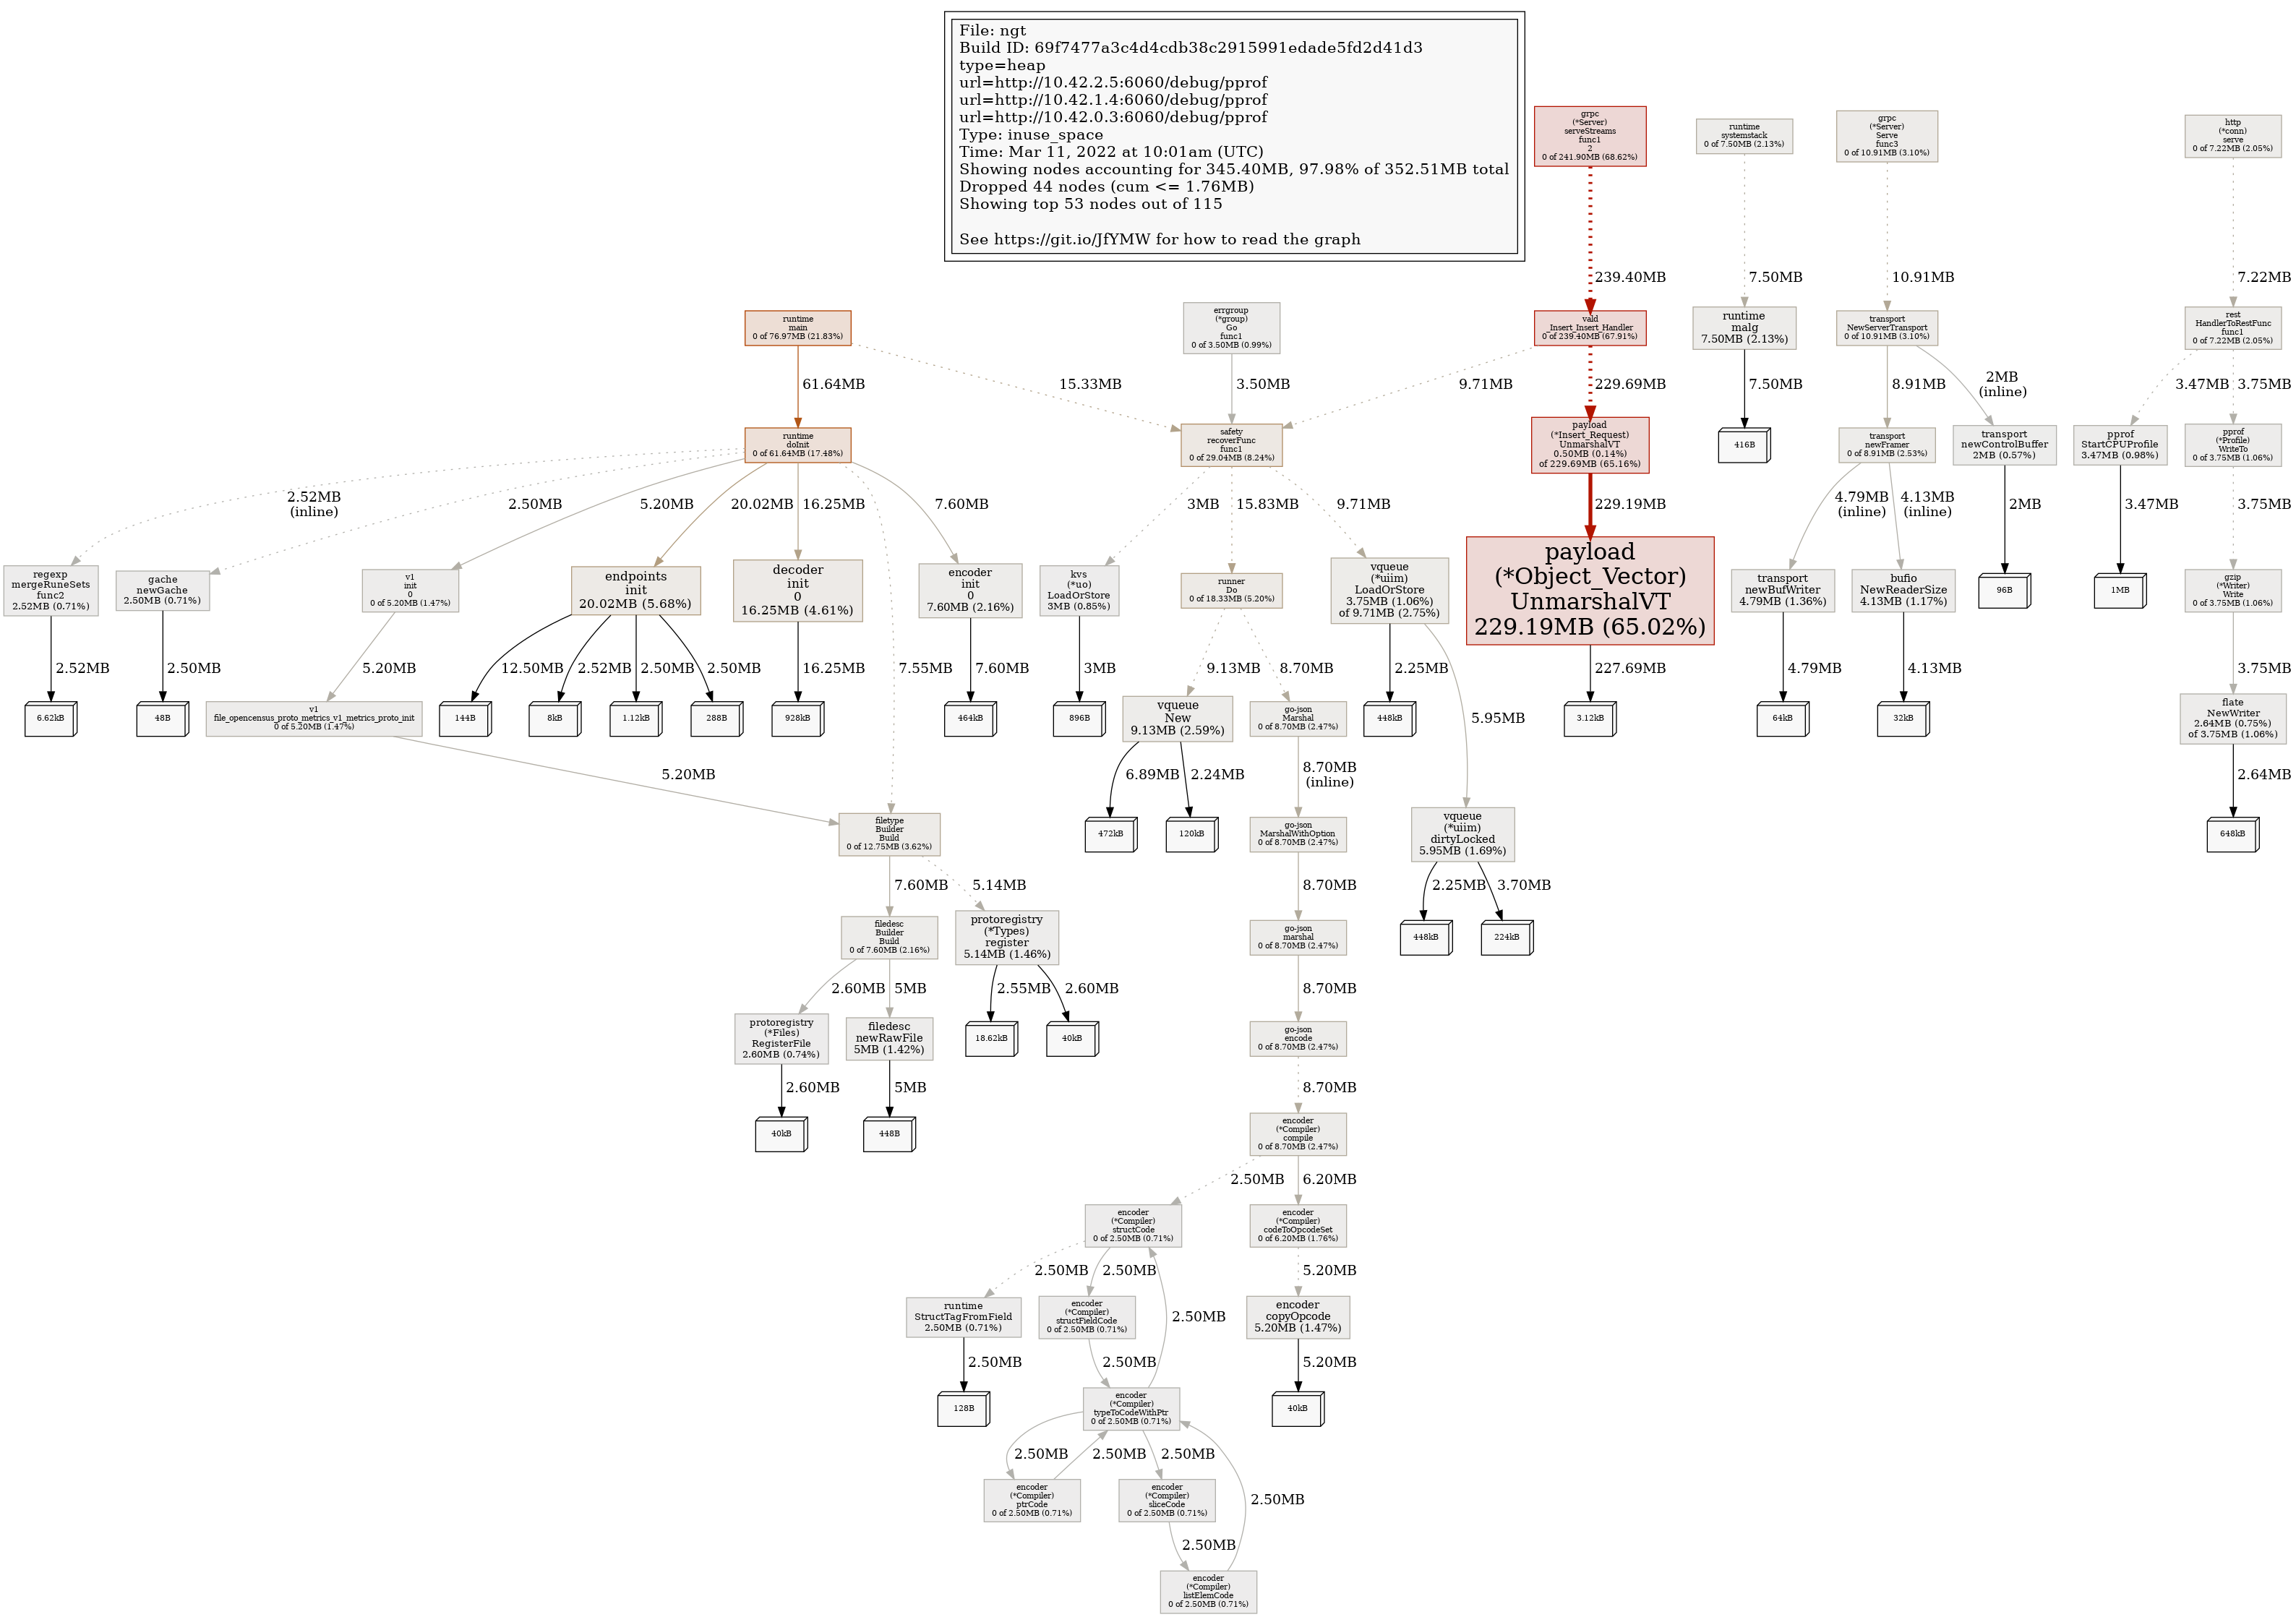 File: ngt
Build ID: 69f7477a3c4d4cdb38c2915991edade5fd2d41d3
type=heap
url=http://10.42.2.5:6060/debug/pprof
url=http://10.42.1.4:6060/debug/pprof
url=http://10.42.0.3:6060/debug/pprof
Type: inuse_space
Time: Mar 11, 2022 at 10:01am (UTC)
Showing nodes accounting for 345.40MB, 97.98% of 352.51MB total
Dropped 44 nodes (cum <= 1.76MB)
Showing top 53 nodes out of 115
See https://git.io/JfYMW for how to read the graph
grpc
(*Server)
serveStreams
func1
2
0 of 241.90MB (68.62%)
runtime
systemstack
0 of 7.50MB (2.13%)
grpc
(*Server)
Serve
func3
0 of 10.91MB (3.10%)
http
(*conn)
serve
0 of 7.22MB (2.05%)
239.40MB
7.50MB
10.91MB
7.22MB
runtime
main
0 of 76.97MB (21.83%)
errgroup
(*group)
Go
func1
0 of 3.50MB (0.99%)
vald
_Insert_Insert_Handler
0 of 239.40MB (67.91%)
runtime
malg
7.50MB (2.13%)
transport
NewServerTransport
0 of 10.91MB (3.10%)
rest
HandlerToRestFunc
func1
0 of 7.22MB (2.05%)
61.64MB
15.33MB
3.50MB
9.71MB
229.69MB
7.50MB
8.91MB
2MB
(inline)
3.47MB
3.75MB
runtime
doInit
0 of 61.64MB (17.48%)
safety
recoverFunc
func1
0 of 29.04MB (8.24%)
payload
(*Insert_Request)
UnmarshalVT
0.50MB (0.14%)
of 229.69MB (65.16%)
416B
transport
newFramer
0 of 8.91MB (2.53%)
transport
newControlBuffer
2MB (0.57%)
pprof
StartCPUProfile
3.47MB (0.98%)
pprof
(*Profile)
WriteTo
0 of 3.75MB (1.06%)
2.52MB
(inline)
2.50MB
5.20MB
20.02MB
16.25MB
7.55MB
7.60MB
3MB
15.83MB
9.71MB
229.19MB
4.79MB
(inline)
4.13MB
(inline)
2MB
3.47MB
3.75MB
regexp
mergeRuneSets
func2
2.52MB (0.71%)
gache
newGache
2.50MB (0.71%)
v1
init
0
0 of 5.20MB (1.47%)
endpoints
init
20.02MB (5.68%)
decoder
init
0
16.25MB (4.61%)
encoder
init
0
7.60MB (2.16%)
kvs
(*uo)
LoadOrStore
3MB (0.85%)
runner
Do
0 of 18.33MB (5.20%)
vqueue
(*uiim)
LoadOrStore
3.75MB (1.06%)
of 9.71MB (2.75%)
payload
(*Object_Vector)
UnmarshalVT
229.19MB (65.02%)
transport
newBufWriter
4.79MB (1.36%)
bufio
NewReaderSize
4.13MB (1.17%)
96B
1MB
gzip
(*Writer)
Write
0 of 3.75MB (1.06%)
2.52MB
2.50MB
5.20MB
12.50MB
2.52MB
2.50MB
2.50MB
16.25MB
7.60MB
3MB
9.13MB
8.70MB
2.25MB
5.95MB
227.69MB
4.79MB
4.13MB
3.75MB
6.62kB
48B
v1
file_opencensus_proto_metrics_v1_metrics_proto_init
0 of 5.20MB (1.47%)
144B
8kB
1.12kB
288B
928kB
464kB
896B
vqueue
New
9.13MB (2.59%)
go-json
Marshal
0 of 8.70MB (2.47%)
448kB
3.12kB
64kB
32kB
flate
NewWriter
2.64MB (0.75%)
of 3.75MB (1.06%)
5.20MB
6.89MB
2.24MB
8.70MB
(inline)
2.64MB
filetype
Builder
Build
0 of 12.75MB (3.62%)
472kB
120kB
go-json
MarshalWithOption
0 of 8.70MB (2.47%)
vqueue
(*uiim)
dirtyLocked
5.95MB (1.69%)
648kB
7.60MB
5.14MB
8.70MB
2.25MB
3.70MB
filedesc
Builder
Build
0 of 7.60MB (2.16%)
protoregistry
(*Types)
register
5.14MB (1.46%)
go-json
marshal
0 of 8.70MB (2.47%)
448kB
224kB
2.60MB
5MB
2.55MB
2.60MB
8.70MB
protoregistry
(*Files)
RegisterFile
2.60MB (0.74%)
filedesc
newRawFile
5MB (1.42%)
18.62kB
40kB
go-json
encode
0 of 8.70MB (2.47%)
2.60MB
5MB
8.70MB
40kB
448B
encoder
(*Compiler)
compile
0 of 8.70MB (2.47%)
2.50MB
6.20MB
encoder
(*Compiler)
structCode
0 of 2.50MB (0.71%)
encoder
(*Compiler)
codeToOpcodeSet
0 of 6.20MB (1.76%)
2.50MB
2.50MB
2.50MB
5.20MB
runtime
StructTagFromField
2.50MB (0.71%)
encoder
(*Compiler)
structFieldCode
0 of 2.50MB (0.71%)
encoder
copyOpcode
5.20MB (1.47%)
2.50MB
2.50MB
5.20MB
128B
encoder
(*Compiler)
typeToCodeWithPtr
0 of 2.50MB (0.71%)
40kB
2.50MB
2.50MB
2.50MB
2.50MB
encoder
(*Compiler)
ptrCode
0 of 2.50MB (0.71%)
encoder
(*Compiler)
sliceCode
0 of 2.50MB (0.71%)
2.50MB
encoder
(*Compiler)
listElemCode
0 of 2.50MB (0.71%)